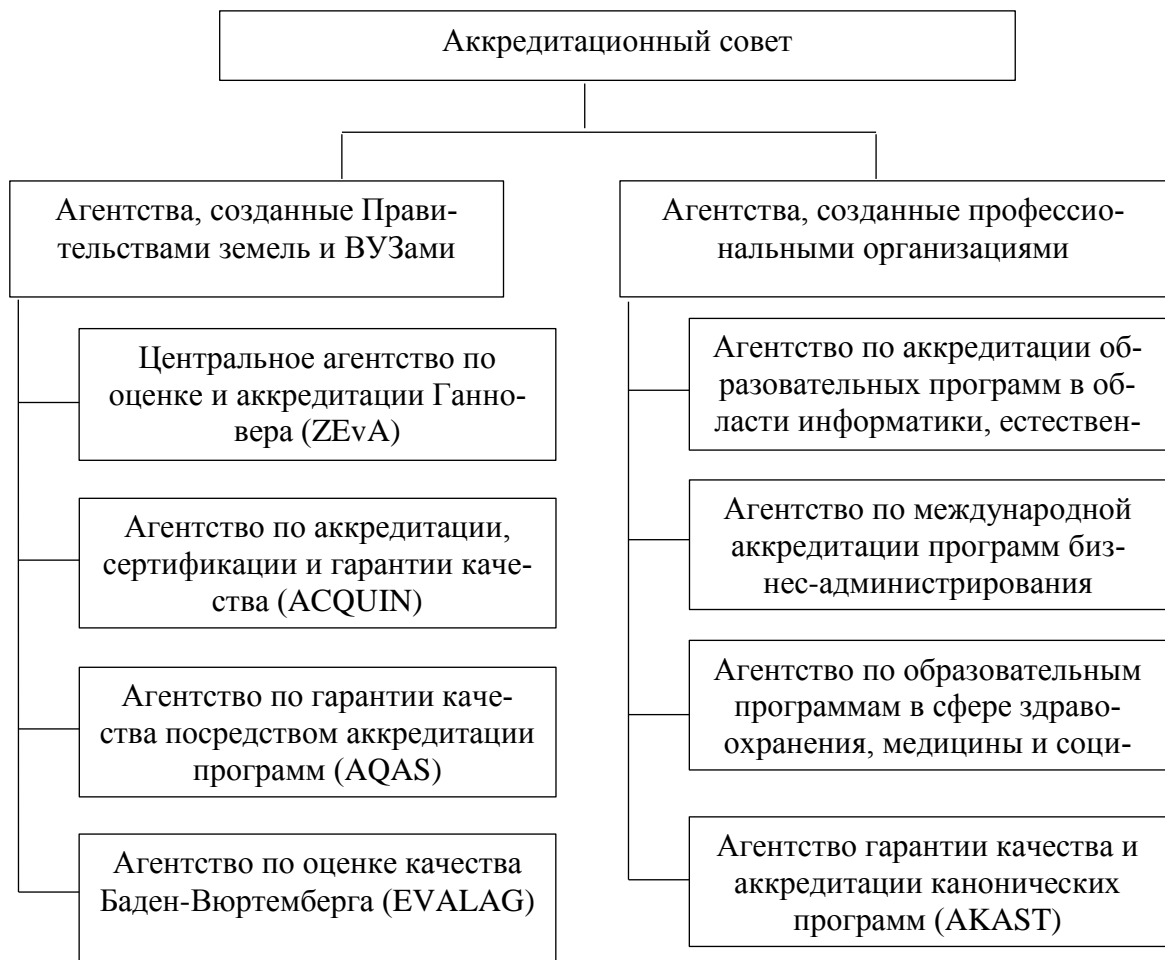 Аккредитационный совет
Агентства, созданные Прави-
тельствами земель и ВУЗами
Центральное агентство по
оценке и аккредитации Ганно-
вера (ZEvA)
Агентство по аккредитации,
сертификации и гарантии каче-
ства (ACQUIN)
Агентство по гарантии каче-
ства посредством аккредитации
программ (AQAS)
Агентство по оценке качества
Баден-Вюртемберга (EVALAG)
Агентства, созданные профессио-
нальными организациями
Агентство по аккредитации об-
разовательных программ в об-
ласти информатики, естествен-
Агентство по международной
аккредитации программ биз-
нес-администрирования
Агентство по образовательным
программам в сфере здраво-
охранения, медицины и соци-
Агентство гарантии качества и
аккредитации канонических
программ (AKAST)